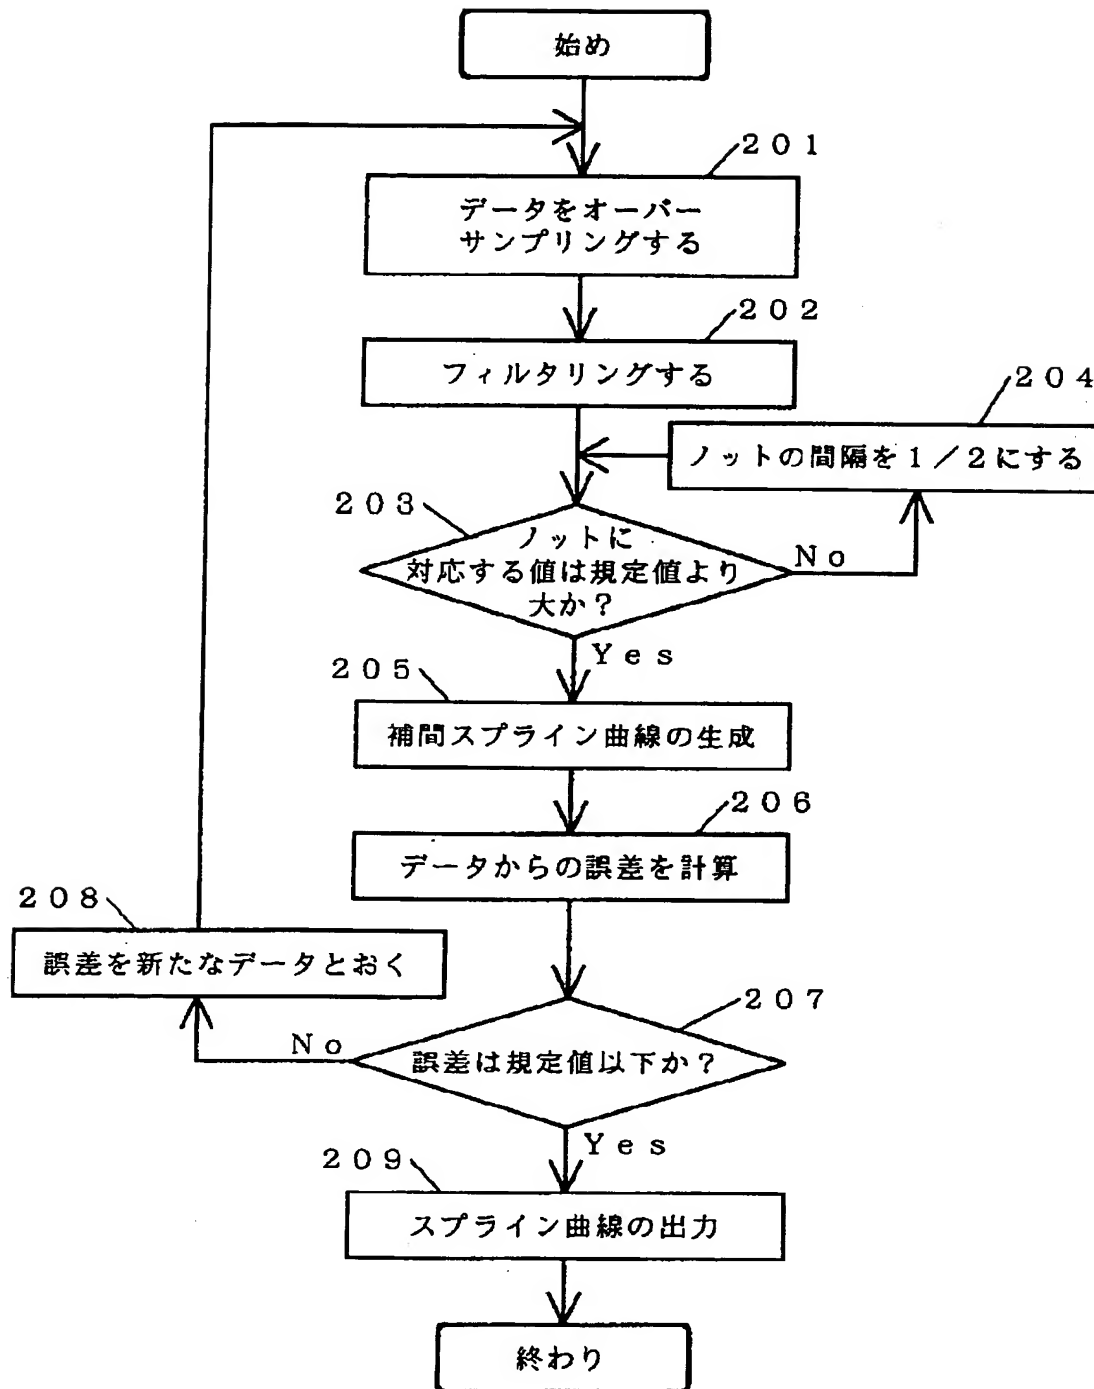 始め
２０１
データをオーバー
サンプリングする
２０２
フィルタリングする
２０４
ノットの間隔を１／２にする
２０３
ノットに
対応する値は規定値より
大か？
Ｎｏ
Ｙｅｓ
２０５
補間スプライン曲線の生成
２０６
データからの誤差を計算
２０８
誤差を新たなデータとおく
２０７
誤差は規定値以下か？
Ｎｏ
Ｙｅｓ
２０９
スプライン曲線の出力
終わり